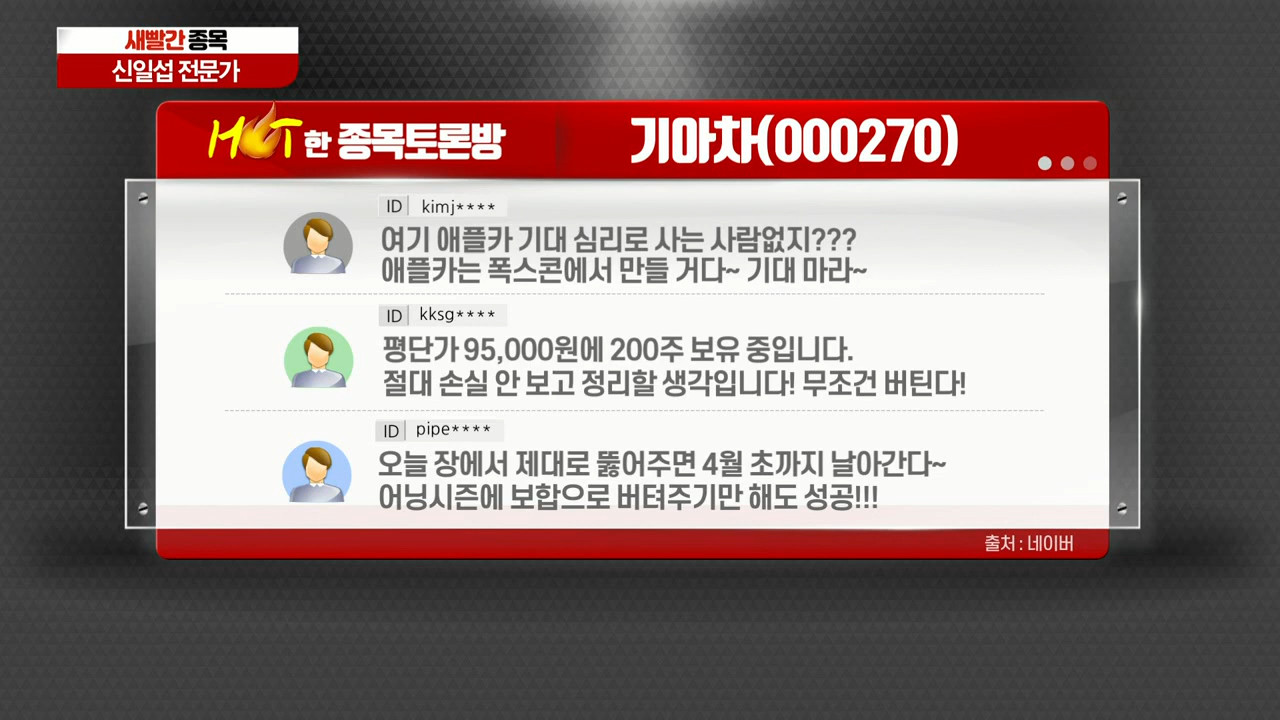 새빨간 종목
신일섭 전문가
HOT한 종목토론방
기아차(000270)
ID kimj****
여기 애플카 기대 심리로 사는 사람없지???
애플카는 폭스콘에서 만들 거다~ 기대 마라~
ID kksg****
평단가 95,000원에 200주 보유 중입니다.
절대 손실 안 보고 정리할 생각입니다! 무조건 버틴다!
ID pipe****
오늘 장에서 제대로 뚫어주면 4월 초까지 날아간다~
어닝시즌에 보합으로 버텨주기만 해도 성공!!!
출처 : 네이버